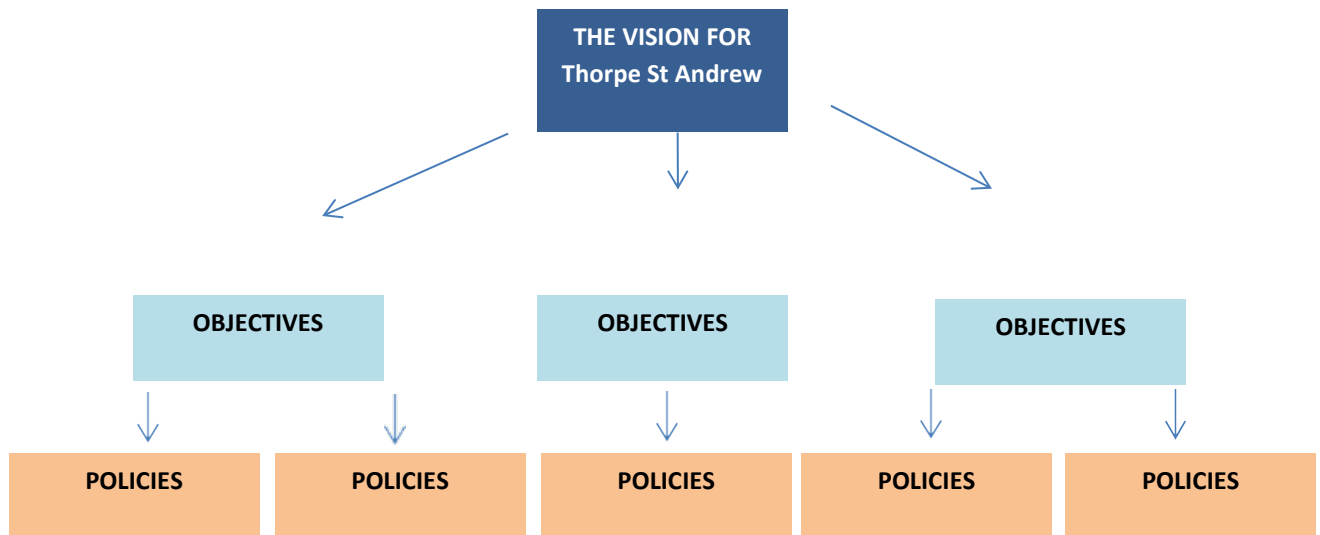 THE VISION FOR
Thorpe St Andrew
OBJECTIVES
OBJECTIVES
OBJECTIVES
POLICIES
POLICIES
POLICIES
POLICIES
POLICIES